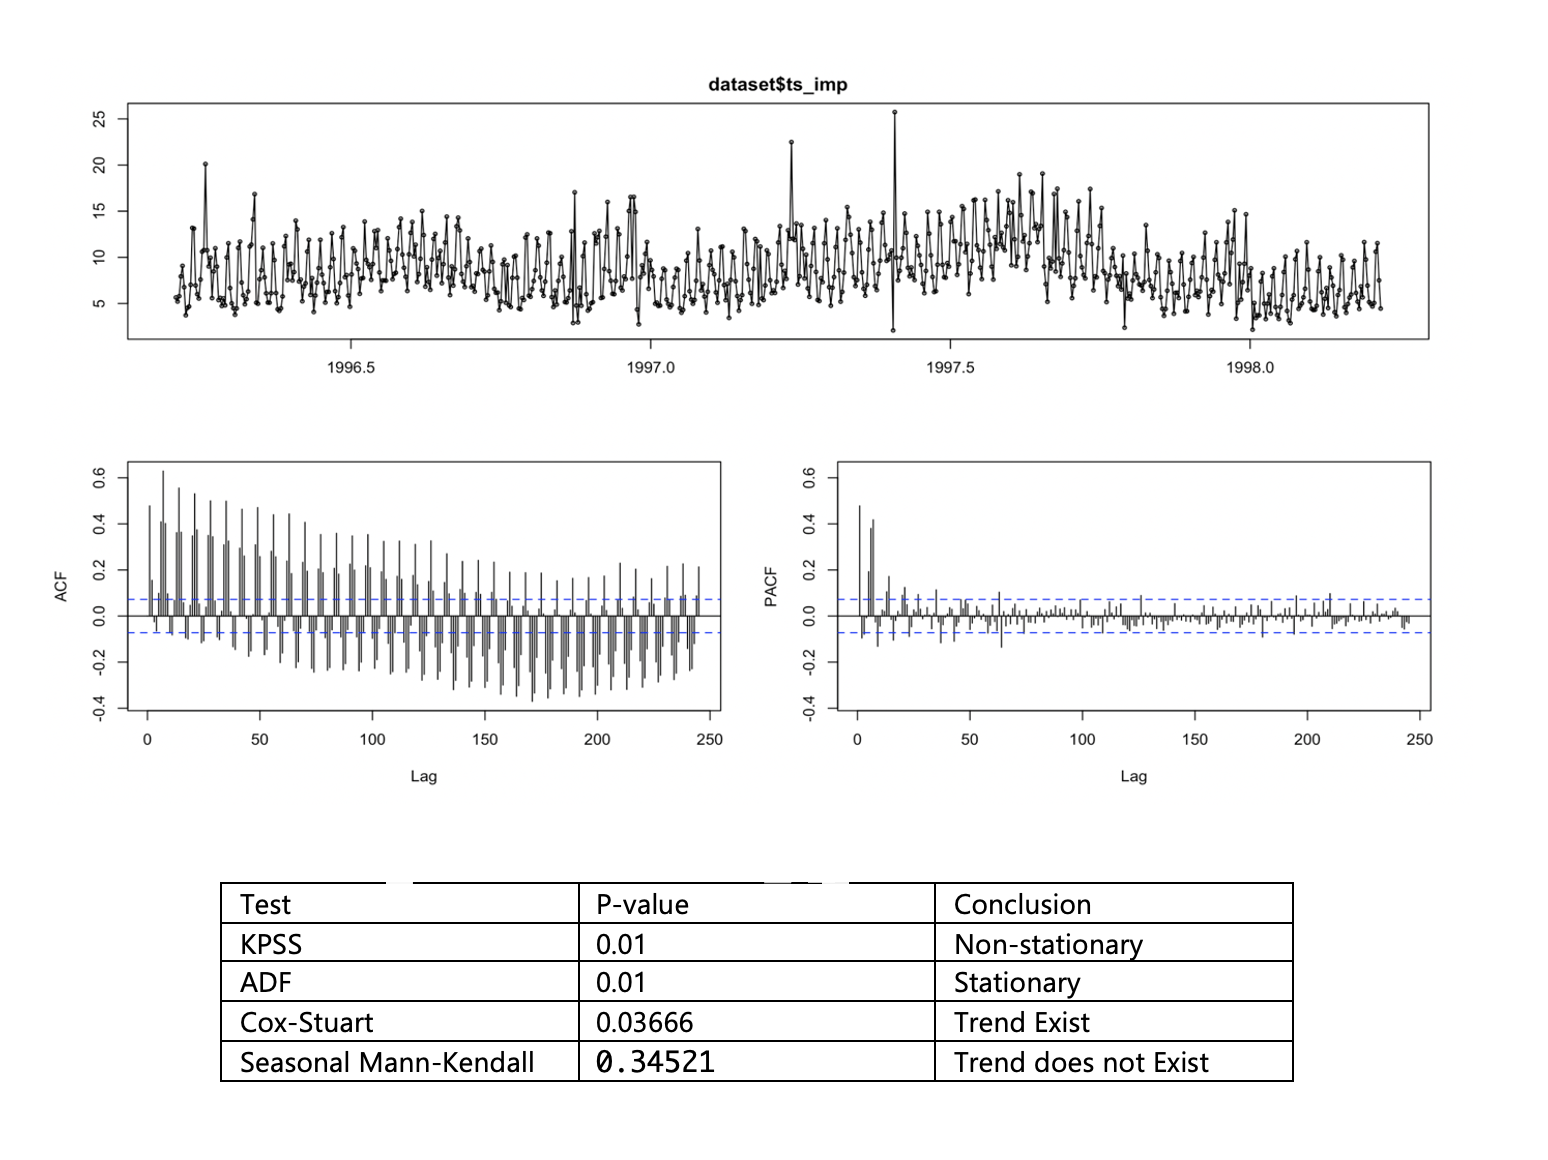 dataset$ts_imp
25
20
15
10
5
1996.5 1997.0 1997.5 1998.0
ACF
0.6
0.4
0.2
0.0
-0.2
-0.4
0 50 100 150 200 250
Lag
PACF
0.6
0.4
0.2
0.0
-0.2
-0.4
0 50 100 150 200 250
Lag
Test P-value Conclusion
KPSS 0.01 Non-stationary
ADF 0.01 Stationary
Cox-Stuart 0.03666 Trend Exist
Seasonal Mann-Kendall 0.34521 Trend does not Exist